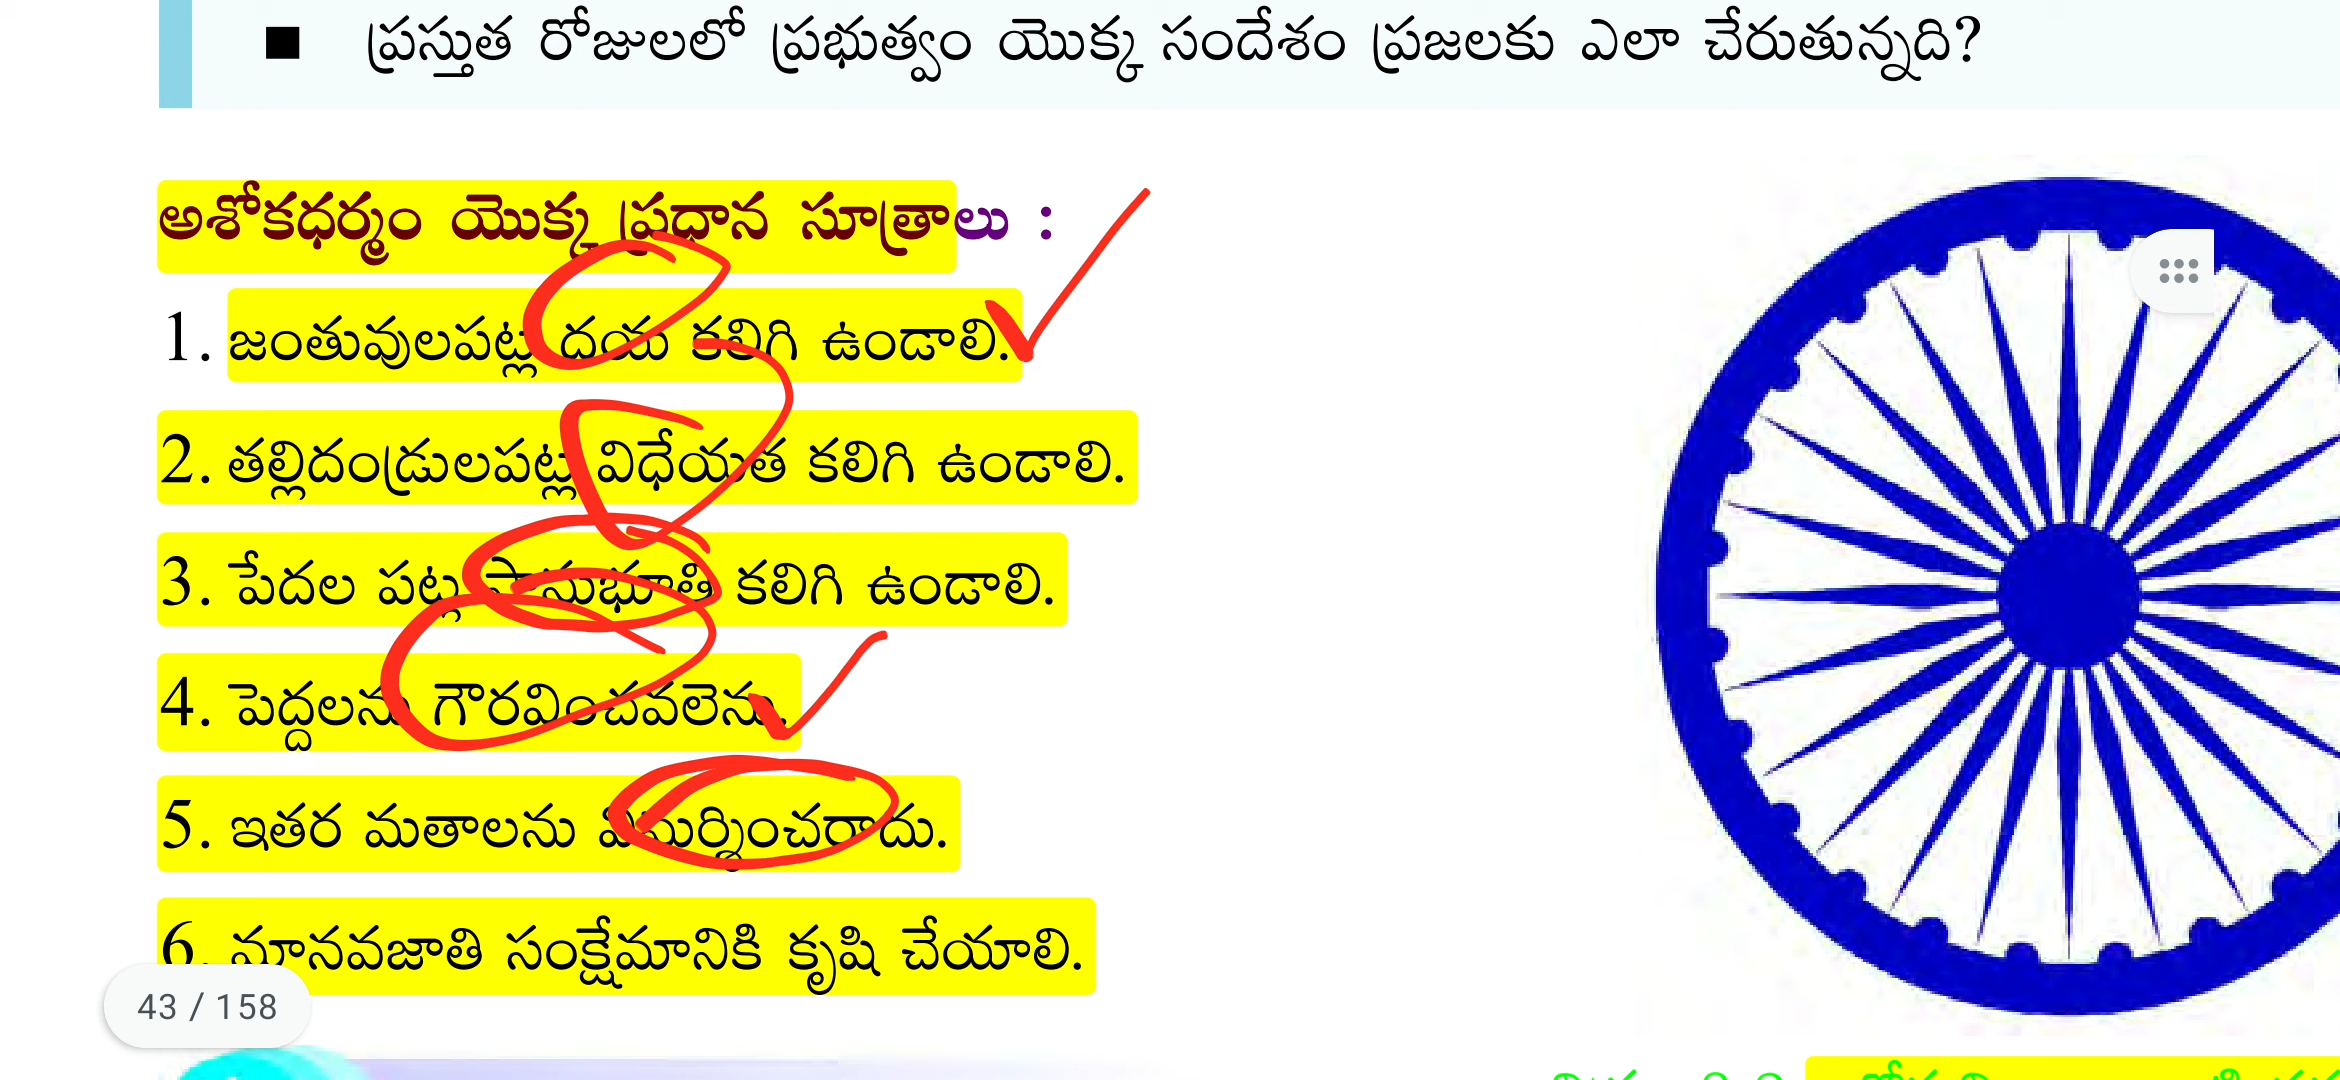 ■ ప్రస్తుత రోజులలో ప్రభుత్వం యొక్క సందేశం ప్రజలకు ఎలా చేరుతున్నది?
అశోకధర్మం యొక్క ప్రధాన సూత్రాలు :
1. జంతువులపట్ల దయ కలిగి ఉండాలి.
2. తల్లిదండ్రులపట్ల విధేయత కలిగి ఉండాలి.
3. పేదల పట్ల సానుభూతి కలిగి ఉండాలి.
4. పెద్దలను గౌరవించవలెను.
5. ఇతర మతాలను విమర్శించరాదు.
6. మానవజాతి సంక్షేమానికి కృషి చేయాలి.
43 / 158